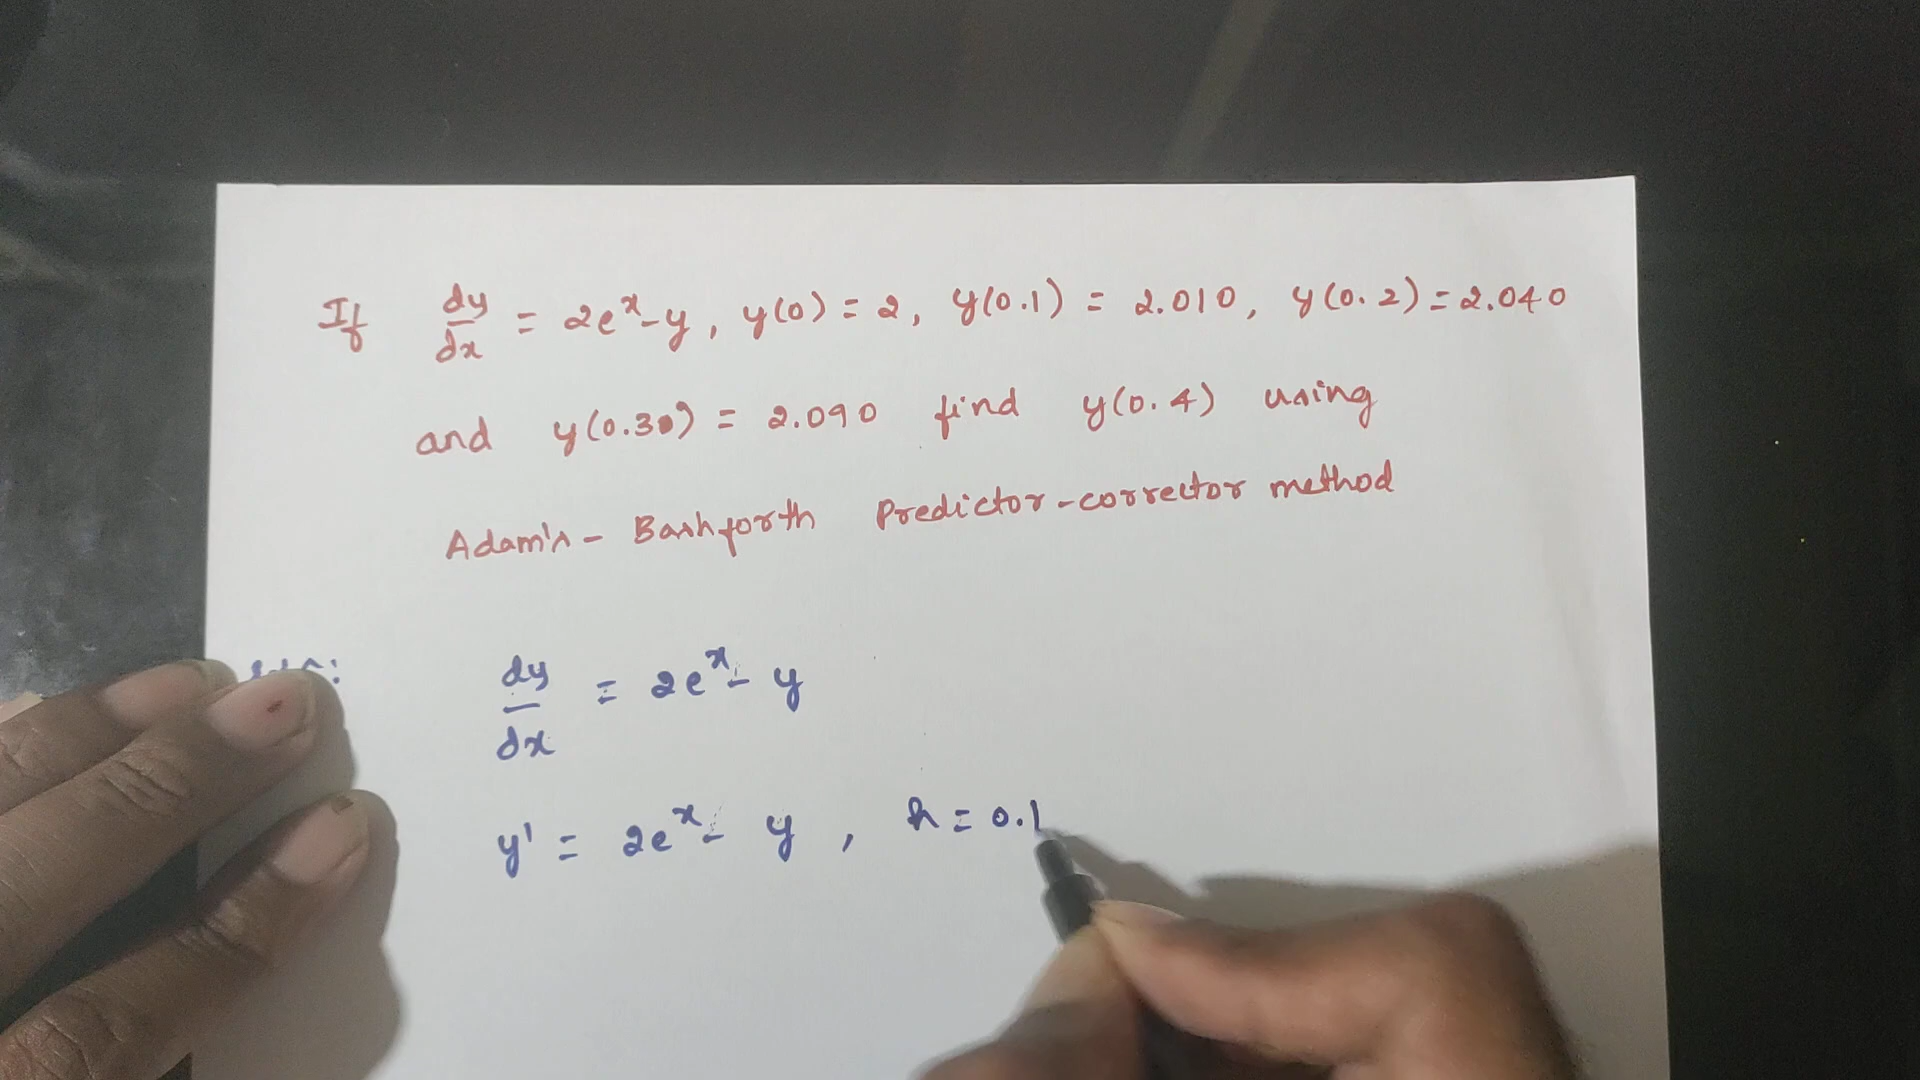 If dy/dx = 2e^x - y, y(0) = 2, y(0.1) = 2.010, y(0.2) = 2.040
and y(0.30) = 2.090 find y(0.4) using
Adam's - Bashforth Predictor-corrector method
dy/dx = 2e^x - y
y' = 2e^x - y, h = 0.1